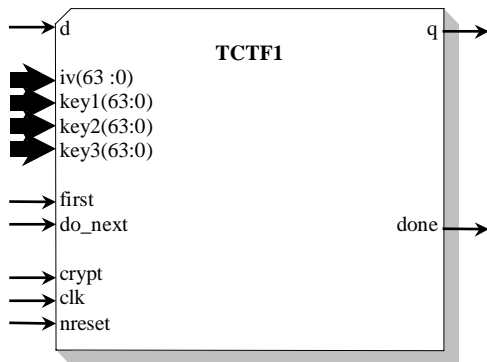 d
q
TCTF1
iv(63 :0)
key1(63:0)
key2(63:0)
key3(63:0)
first
do_next
done
crypt
clk
nreset